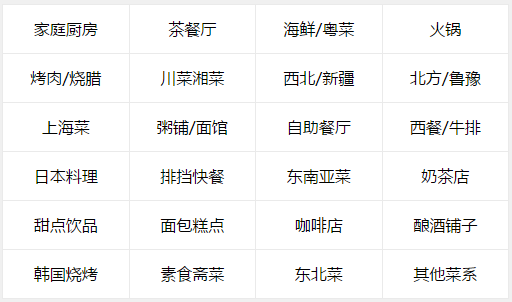 家庭厨房 茶餐厅 海鲜/粤菜 火锅
烤肉/烧腊 川菜湘菜 西北/新疆 北方/鲁豫
上海菜 粥铺/面馆 自助餐厅 西餐/牛排
日本料理 排挡快餐 东南亚菜 奶茶店
甜点饮品 面包糕点 咖啡店 酿酒铺子
韩国烧烤 素食斋菜 东北菜 其他菜系